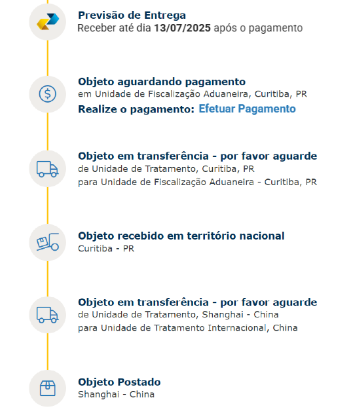 Previsão de Entrega
Receber até dia 13/07/2025 após o pagamento
Objeto aguardando pagamento
em Unidade de Fiscalização Aduaneira, Curitiba, PR
Realize o pagamento: Efetuar Pagamento
Objeto em transferência - por favor aguarde
de Unidade de Tratamento, Curitiba, PR
para Unidade de Fiscalização Aduaneira - Curitiba, PR
Objeto recebido em território nacional
Curitiba - PR
Objeto em transferência - por favor aguarde
de Unidade de Tratamento, Shanghai - China
para Unidade de Tratamento Internacional, China
Objeto Postado
Shanghai - China